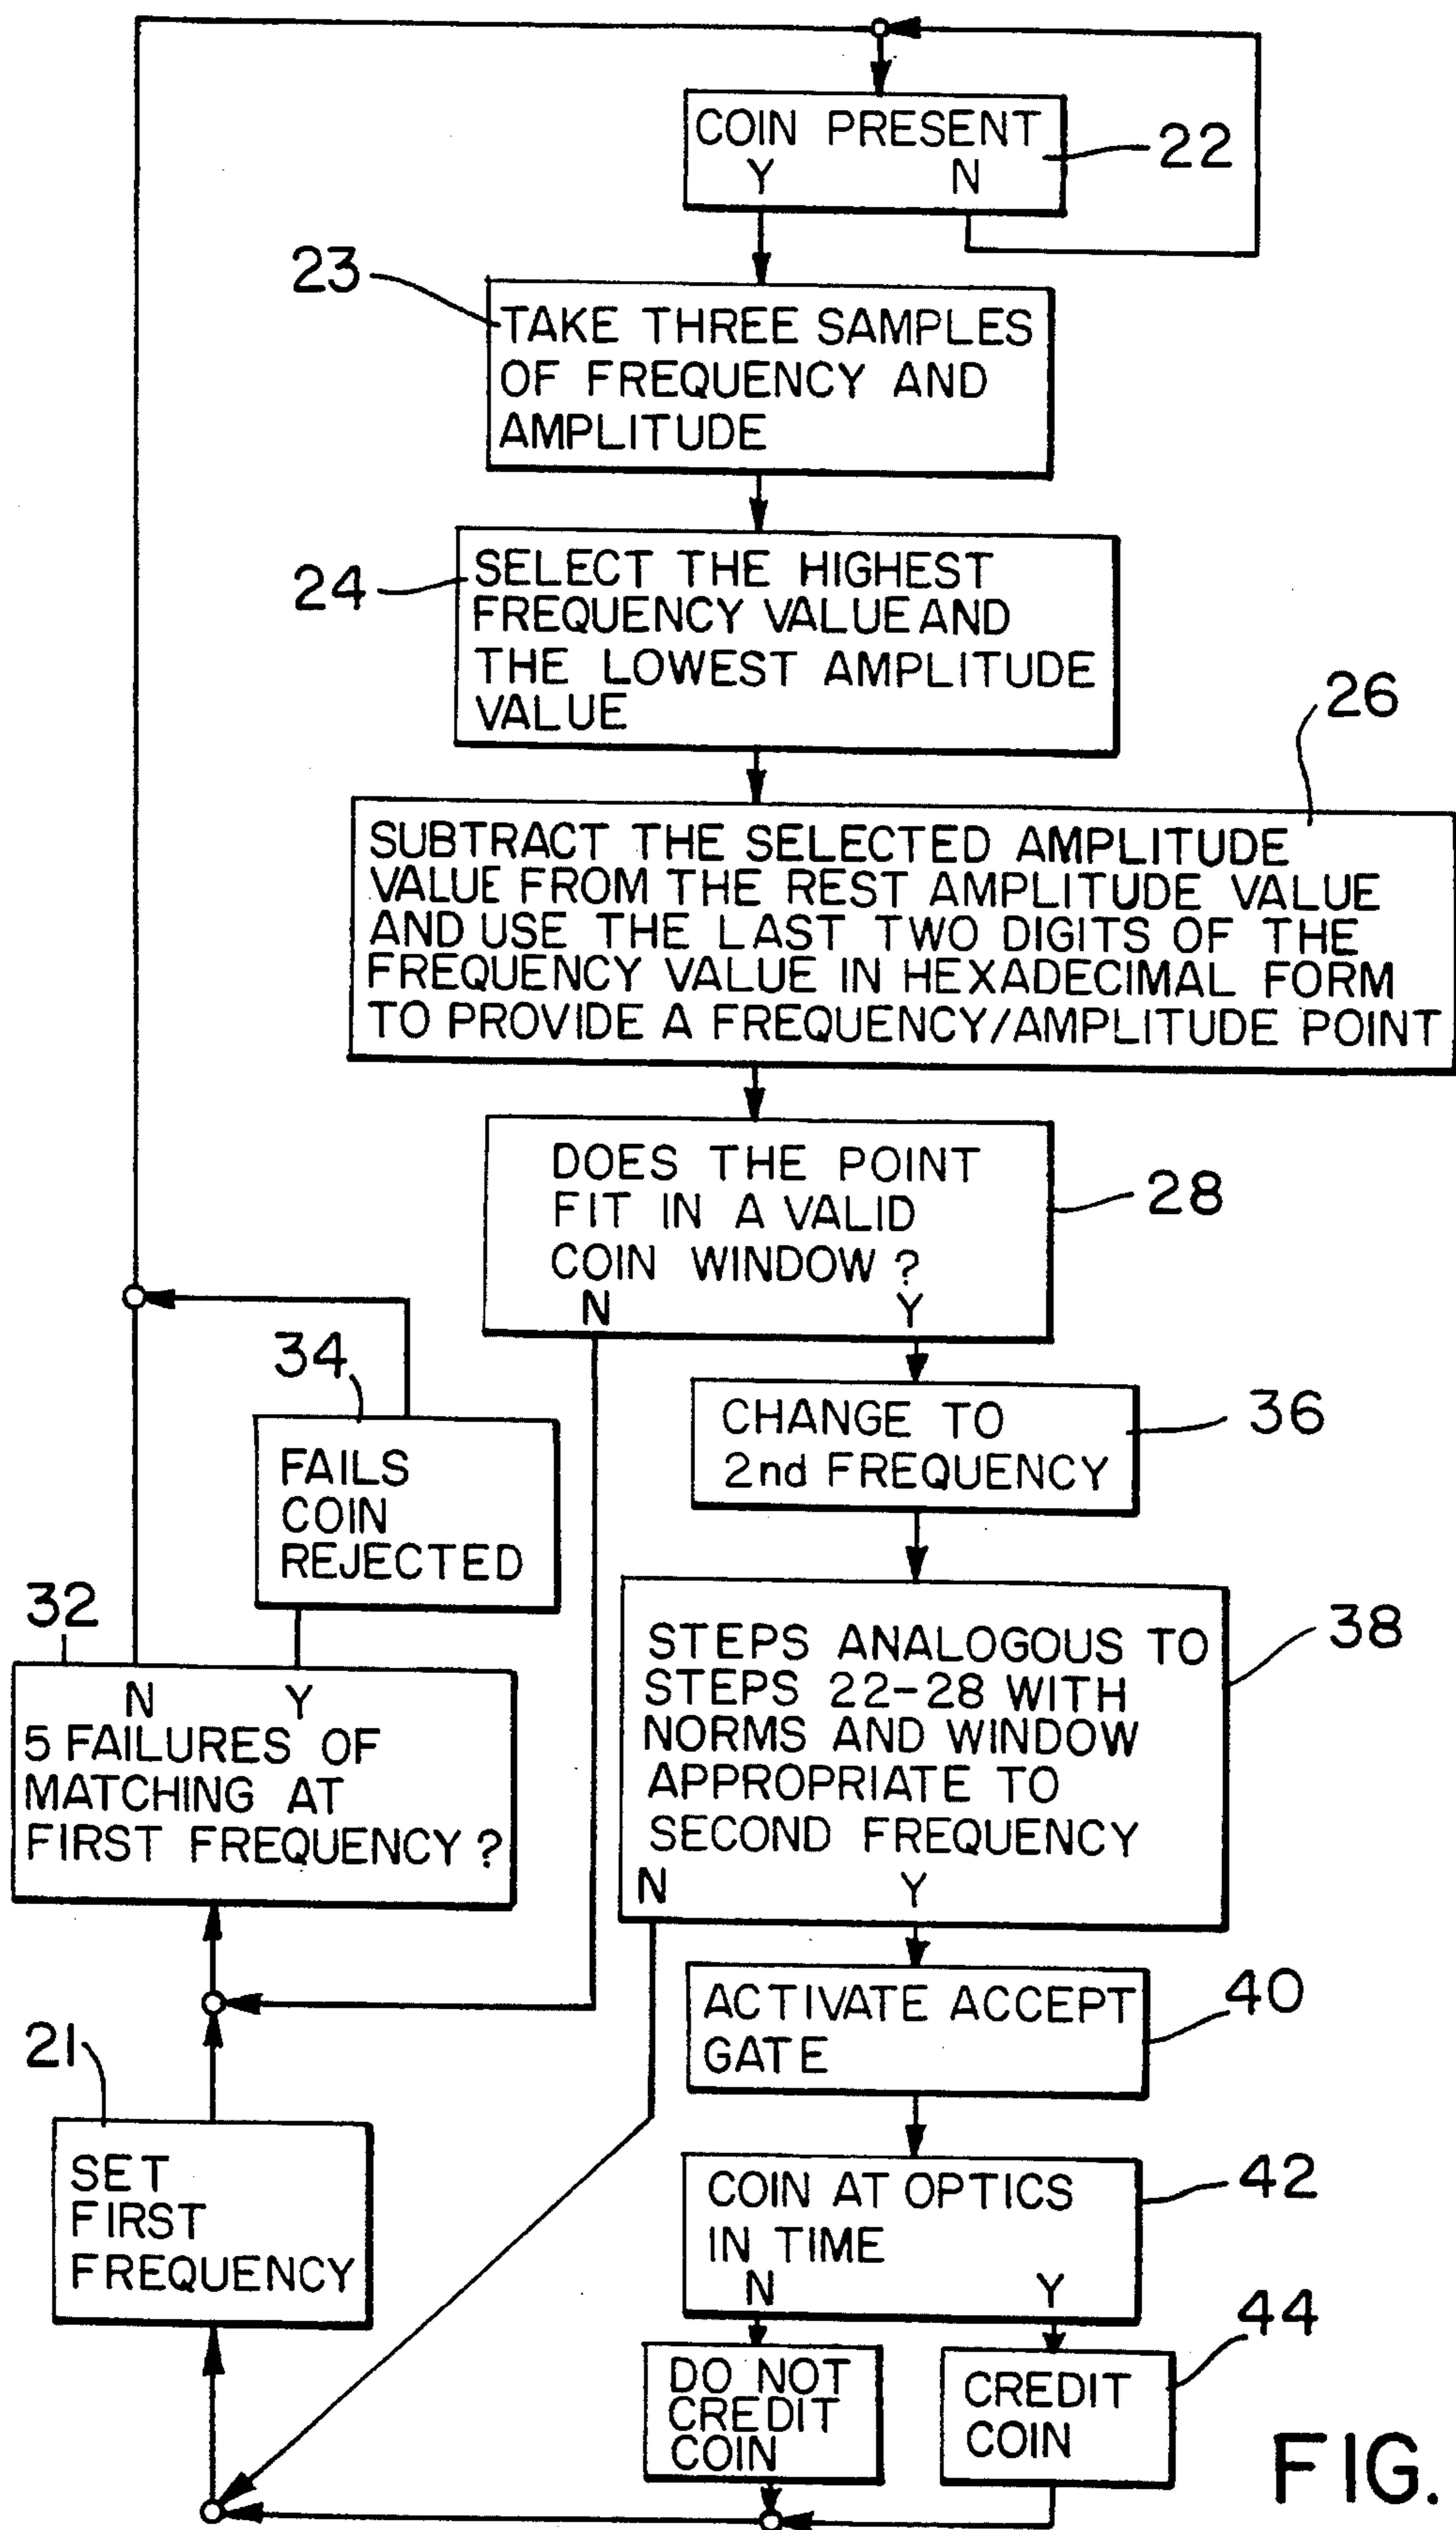 COIN PRESENT
Y N
22
23
TAKE THREE SAMPLES
OF FREQUENCY AND
AMPLITUDE
24
SELECT THE HIGHEST
FREQUENCY VALUE AND
THE LOWEST AMPLITUDE
VALUE
26
SUBTRACT THE SELECTED AMPLITUDE
VALUE FROM THE REST AMPLITUDE VALUE
AND USE THE LAST TWO DIGITS OF THE
FREQUENCY VALUE IN HEXADECIMAL FORM
TO PROVIDE A FREQUENCY/AMPLITUDE POINT
DOES THE POINT
FIT IN A VALID
COIN WINDOW ?
N Y
28
34
FAILS
COIN
REJECTED
CHANGE TO
2nd FREQUENCY
36
32
N Y
5 FAILURES OF
MATCHING AT
FIRST FREQUENCY ?
STEPS ANALOGOUS TO
STEPS 22-28 WITH
NORMS AND WINDOW
APPROPRIATE TO
SECOND FREQUENCY
N Y
38
ACTIVATE ACCEPT
GATE
40
21
SET
FIRST
FREQUENCY
COIN AT OPTICS
IN TIME
N Y
42
DO NOT
CREDIT
COIN
CREDIT
COIN
44
FIG.